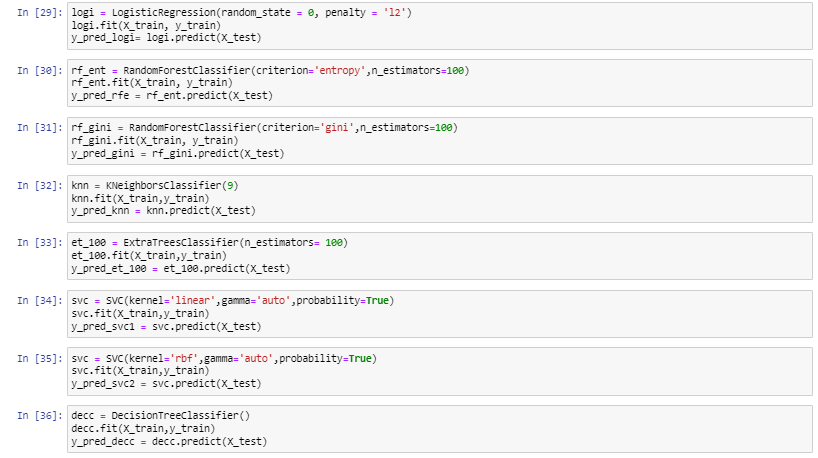 In [29]: logi = LogisticRegression(random_state = 0, penalty = 'l2')
logi.fit(X_train, y_train)
y_pred_logi= logi.predict(X_test)
In [30]: rf_ent = RandomForestClassifier(criterion='entropy',n_estimators=100)
rf_ent.fit(X_train, y_train)
y_pred_rfe = rf_ent.predict(X_test)
In [31]: rf_gini = RandomForestClassifier(criterion='gini',n_estimators=100)
rf_gini.fit(X_train, y_train)
y_pred_gini = rf_gini.predict(X_test)
In [32]: knn = KNeighborsClassifier(9)
knn.fit(X_train,y_train)
y_pred_knn = knn.predict(X_test)
In [33]: et_100 = ExtraTreesClassifier(n_estimators= 100)
et_100.fit(X_train,y_train)
y_pred_et_100 = et_100.predict(X_test)
In [34]: svc = SVC(kernel='linear',gamma='auto',probability=True)
svc.fit(X_train,y_train)
y_pred_svc1 = svc.predict(X_test)
In [35]: svc = SVC(kernel='rbf',gamma='auto',probability=True)
svc.fit(X_train,y_train)
y_pred_svc2 = svc.predict(X_test)
In [36]: decc = DecisionTreeClassifier()
decc.fit(X_train,y_train)
y_pred_decc = decc.predict(X_test)